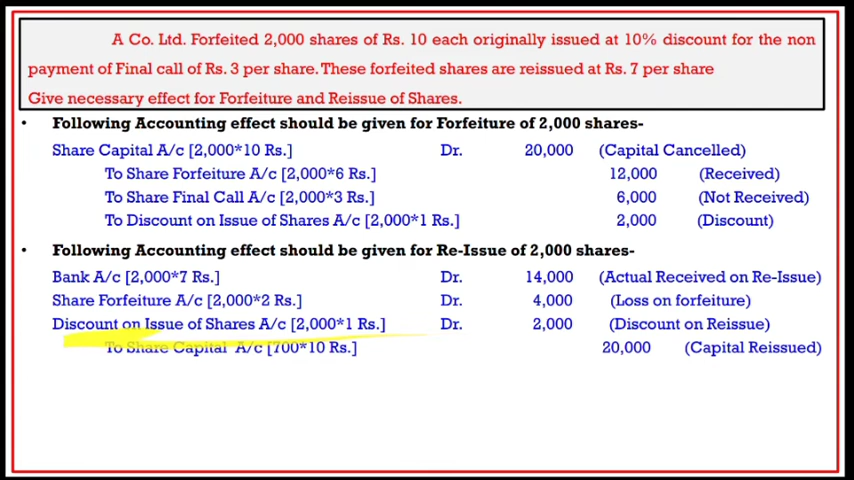 A Co. Ltd. Forfeited 2,000 shares of Rs. 10 each originally issued at 10% discount for the non
payment of Final call of Rs. 3 per share. These forfeited shares are reissued at Rs. 7 per share
Give necessary effect for Forfeiture and Reissue of Shares.
• Following Accounting effect should be given for Forfeiture of 2,000 shares-
Share Capital A/c [2,000*10 Rs.] Dr. 20,000 (Capital Cancelled)
To Share Forfeiture A/c [2,000*6 Rs.] 12,000 (Received)
To Share Final Call A/c [2,000*3 Rs.] 6,000 (Not Received)
To Discount on Issue of Shares A/c [2,000*1 Rs.] 2,000 (Discount)
• Following Accounting effect should be given for Re-Issue of 2,000 shares-
Bank A/c [2,000*7 Rs.] Dr. 14,000 (Actual Received on Re-Issue)
Share Forfeiture A/c [2,000*2 Rs.] Dr. 4,000 (Loss on forfeiture)
Discount on Issue of Shares A/c [2,000*1 Rs.] Dr. 2,000 (Discount on Reissue)
To Share Capital A/c [700*10 Rs.] 20,000 (Capital Reissued)